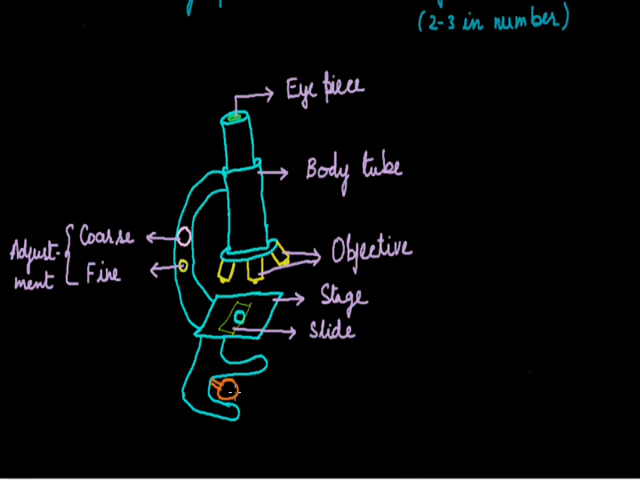 (2-3 in number)
Eye piece
Body tube
Coarse
Adjust-
ment
Fine
Objective
Stage
Slide